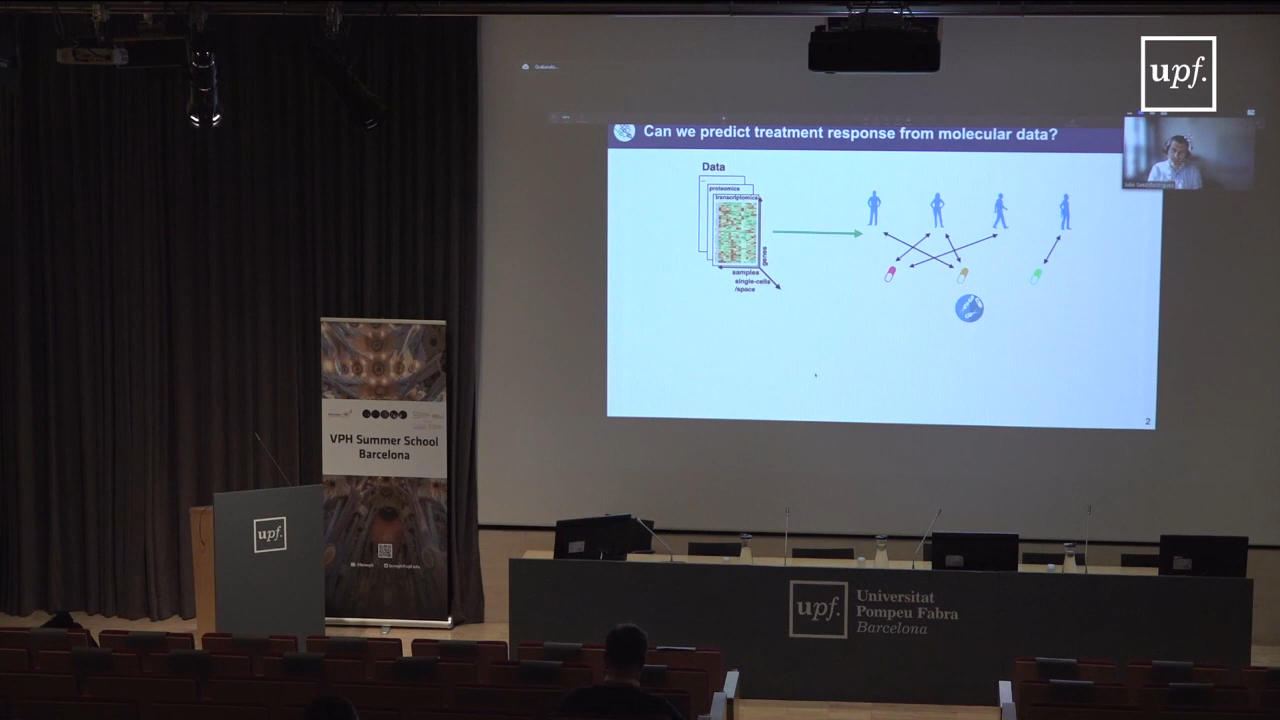 upf.
Can we predict treatment response from molecular data?
Data
...
proteomics
transcriptomics
genes
samples
single-cells
/space
2
VPH Summer School
Barcelona
upf.
upf.
Universitat
Pompeu Fabra
Barcelona